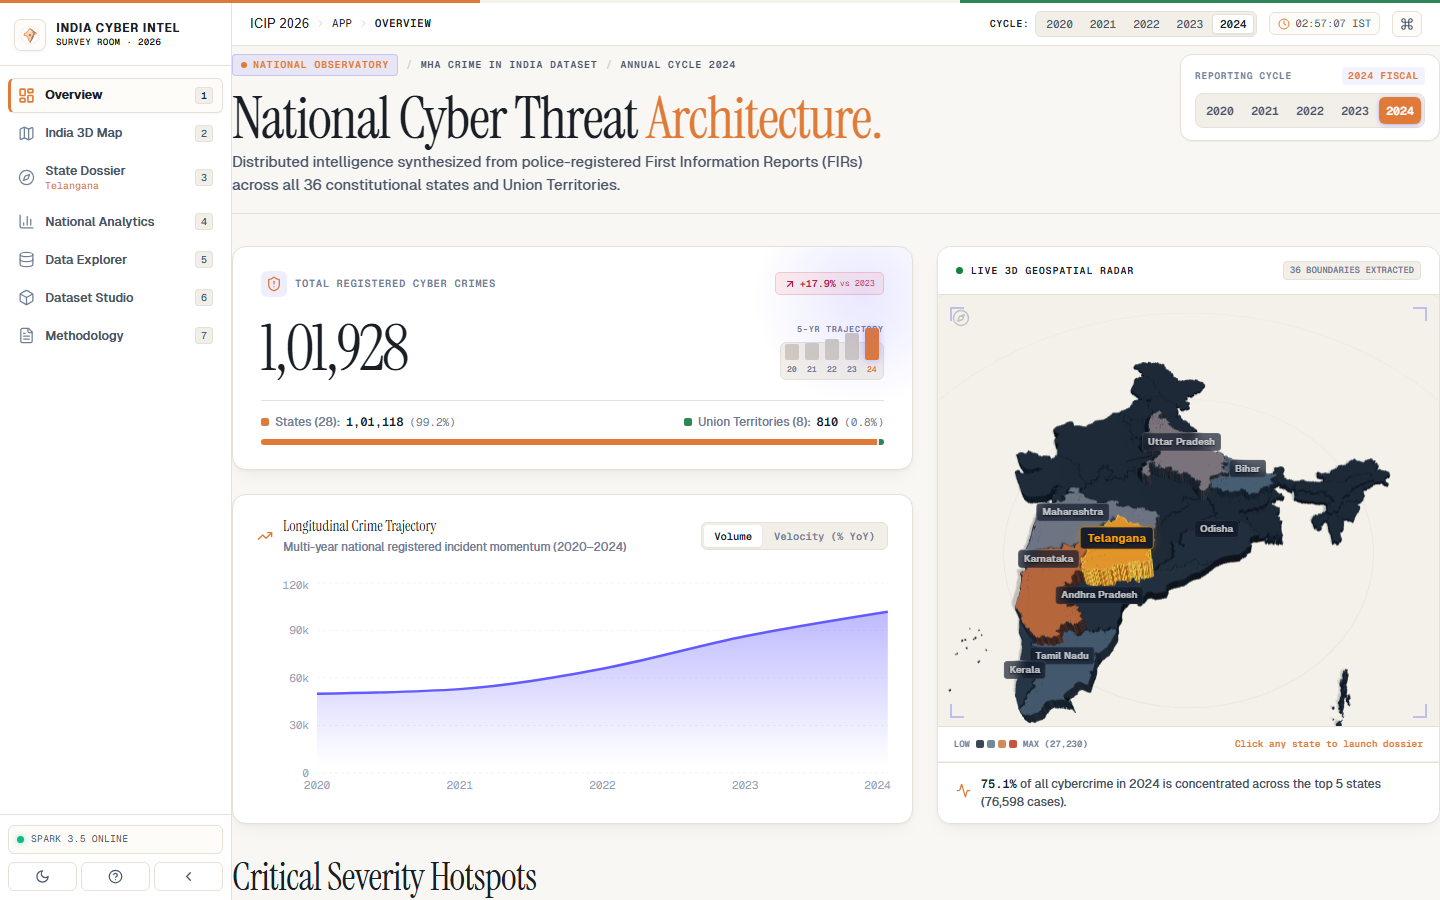 INDIA CYBER INTEL
SURVEY ROOM · 2026
Overview 1
India 3D Map 2
State Dossier 3
Telangana
National Analytics 4
Data Explorer 5
Dataset Studio 6
Methodology 7
SPARK 3.5 ONLINE
ICIP 2026 APP OVERVIEW
CYCLE: 2020 2021 2022 2023 2024
02:57:07 IST
NATIONAL OBSERVATORY / MHA CRIME IN INDIA DATASET / ANNUAL CYCLE 2024
National Cyber Threat Architecture.
Distributed intelligence synthesized from police-registered First Information Reports (FIRs)
across all 36 constitutional states and Union Territories.
REPORTING CYCLE 2024 FISCAL
2020 2021 2022 2023 2024
TOTAL REGISTERED CYBER CRIMES
+17.9% vs 2023
1,01,928
5-YR TRAJECTORY
20 21 22 23 24
States (28): 1,01,118 (99.2%)
Union Territories (8): 810 (0.8%)
Longitudinal Crime Trajectory
Multi-year national registered incident momentum (2020–2024)
Volume Velocity (% YoY)
120k
90k
60k
30k
0
2020 2021 2022 2023 2024
LIVE 3D GEOSPATIAL RADAR
36 BOUNDARIES EXTRACTED
Uttar Pradesh
Bihar
Maharashtra
Odisha
Telangana
Karnataka
Andhra Pradesh
Tamil Nadu
Kerala
LOW MAX (27,230)
Click any state to launch dossier
75.1% of all cybercrime in 2024 is concentrated across the top 5 states
(76,598 cases).
Critical Severity Hotspots